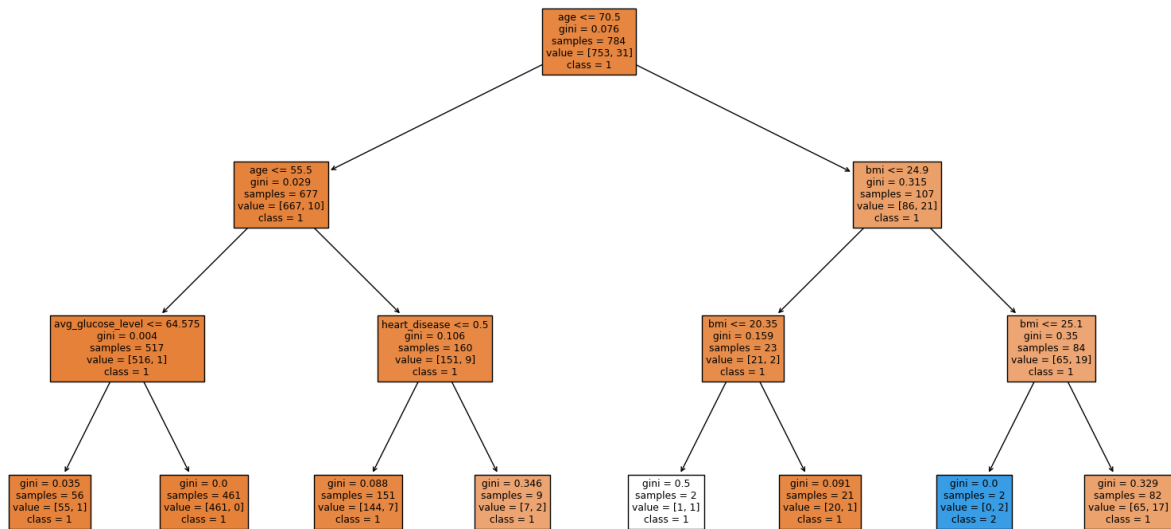 age <= 70.5
gini = 0.076
samples = 784
value = [753, 31]
class = 1
age <= 55.5
gini = 0.029
samples = 677
value = [667, 10]
class = 1
bmi <= 24.9
gini = 0.315
samples = 107
value = [86, 21]
class = 1
avg_glucose_level <= 64.575
gini = 0.004
samples = 517
value = [516, 1]
class = 1
heart_disease <= 0.5
gini = 0.106
samples = 160
value = [151, 9]
class = 1
bmi <= 20.35
gini = 0.159
samples = 23
value = [21, 2]
class = 1
bmi <= 25.1
gini = 0.35
samples = 84
value = [65, 19]
class = 1
gini = 0.035
samples = 56
value = [55, 1]
class = 1
gini = 0.0
samples = 461
value = [461, 0]
class = 1
gini = 0.088
samples = 151
value = [144, 7]
class = 1
gini = 0.346
samples = 9
value = [7, 2]
class = 1
gini = 0.5
samples = 2
value = [1, 1]
class = 1
gini = 0.091
samples = 21
value = [20, 1]
class = 1
gini = 0.0
samples = 2
value = [0, 2]
class = 2
gini = 0.329
samples = 82
value = [65, 17]
class = 1